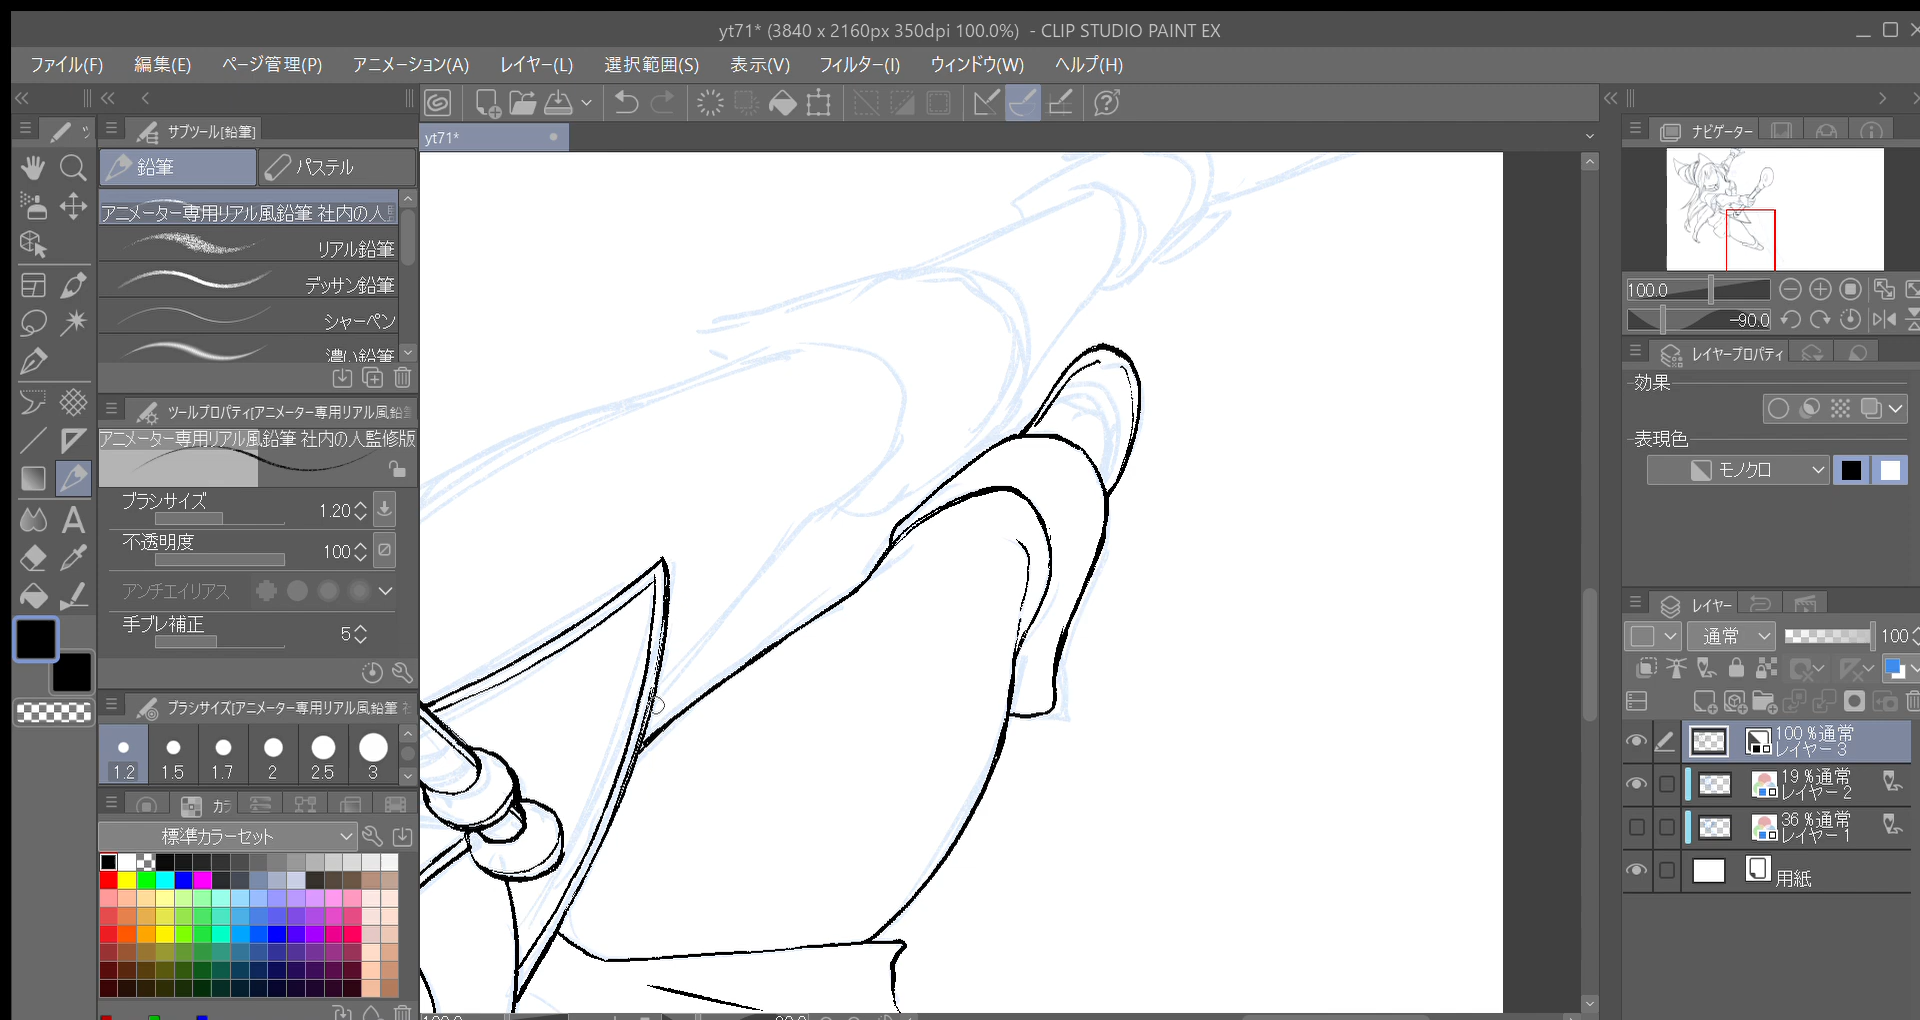 yt71* (3840 x 2160px 350dpi 100.0%) - CLIP STUDIO PAINT EX
ファイル(F) 編集(E) ページ管理(P) アニメーション(A) レイヤー(L) 選択範囲(S) 表示(V) フィルター(I) ウィンドウ(W) ヘルプ(H)
サブツール[鉛筆]
yt71*
鉛筆 パステル
アニメーター専用リアル風鉛筆 社内の人
リアル鉛筆
デッサン鉛筆
シャーペン
濃い鉛筆
ツールプロパティ[アニメーター専用リアル風鉛
アニメーター専用リアル風鉛筆 社内の人監修版
ブラシサイズ 1.20
不透明度 100
アンチエイリアス
手ブレ補正 5
ブラシサイズ[アニメーター専用リアル風鉛筆
1.2 1.5 1.7 2 2.5 3
カラ
標準カラーセット
ナビゲーター
100.0
-90.0
レイヤープロパティ
効果
表現色
モノクロ
レイヤー
通常 100
100 %通常
レイヤー 3
19 %通常
レイヤー 2
36 %通常
レイヤー 1
用紙